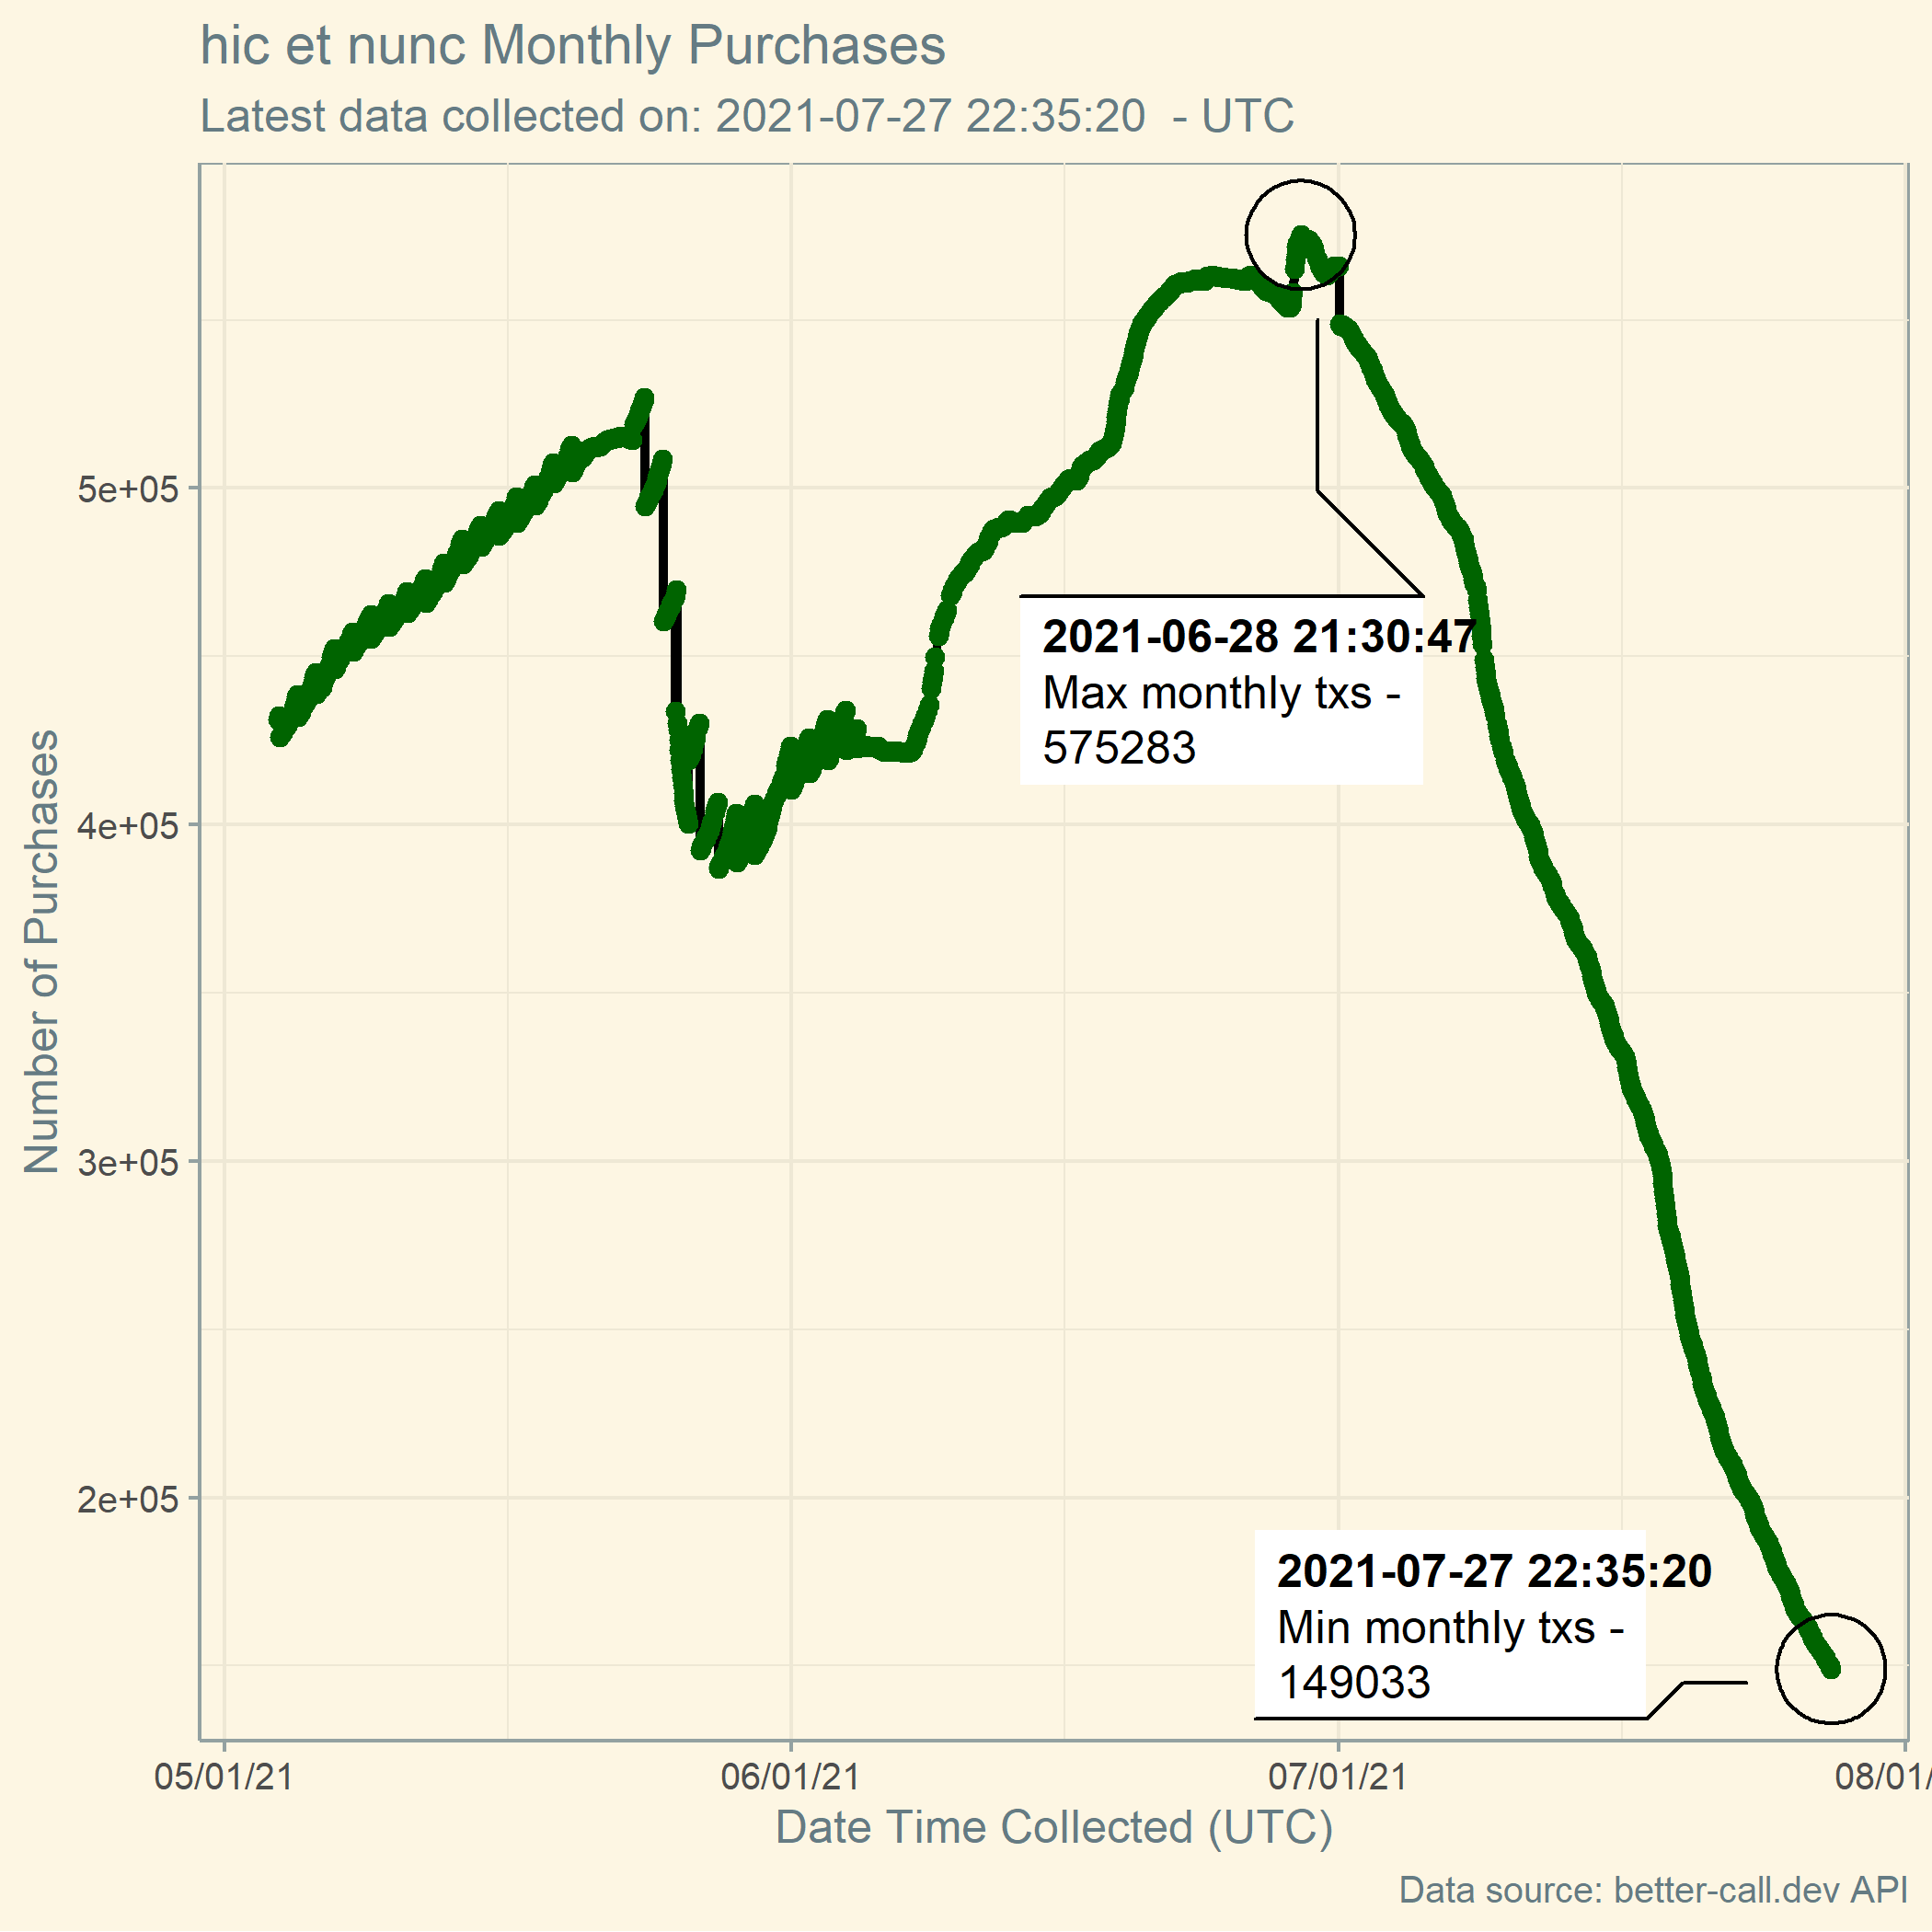 hic et nunc Monthly Purchases
Latest data collected on: 2021-07-27 22:35:20  - UTC
Number of Purchases
5e+05
4e+05
3e+05
2e+05
2021-06-28 21:30:47
Max monthly txs -
575283
2021-07-27 22:35:20
Min monthly txs -
149033
05/01/21
06/01/21
07/01/21
08/01/
Date Time Collected (UTC)
Data source: better-call.dev API